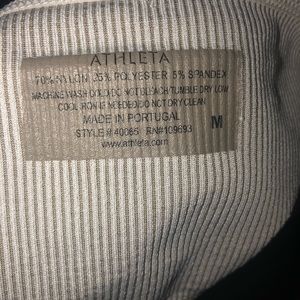 ATHLETA
70% NYLON 25% POLYESTER 5% SPANDEX
MACHINE WASH COLD/DO NOT BLEACH/TUMBLE DRY LOW
COOL IRON IF NEEDED/DO NOT DRY CLEAN
MADE IN PORTUGAL
STYLE # 40065 RN#109693
www.athleta.com
M